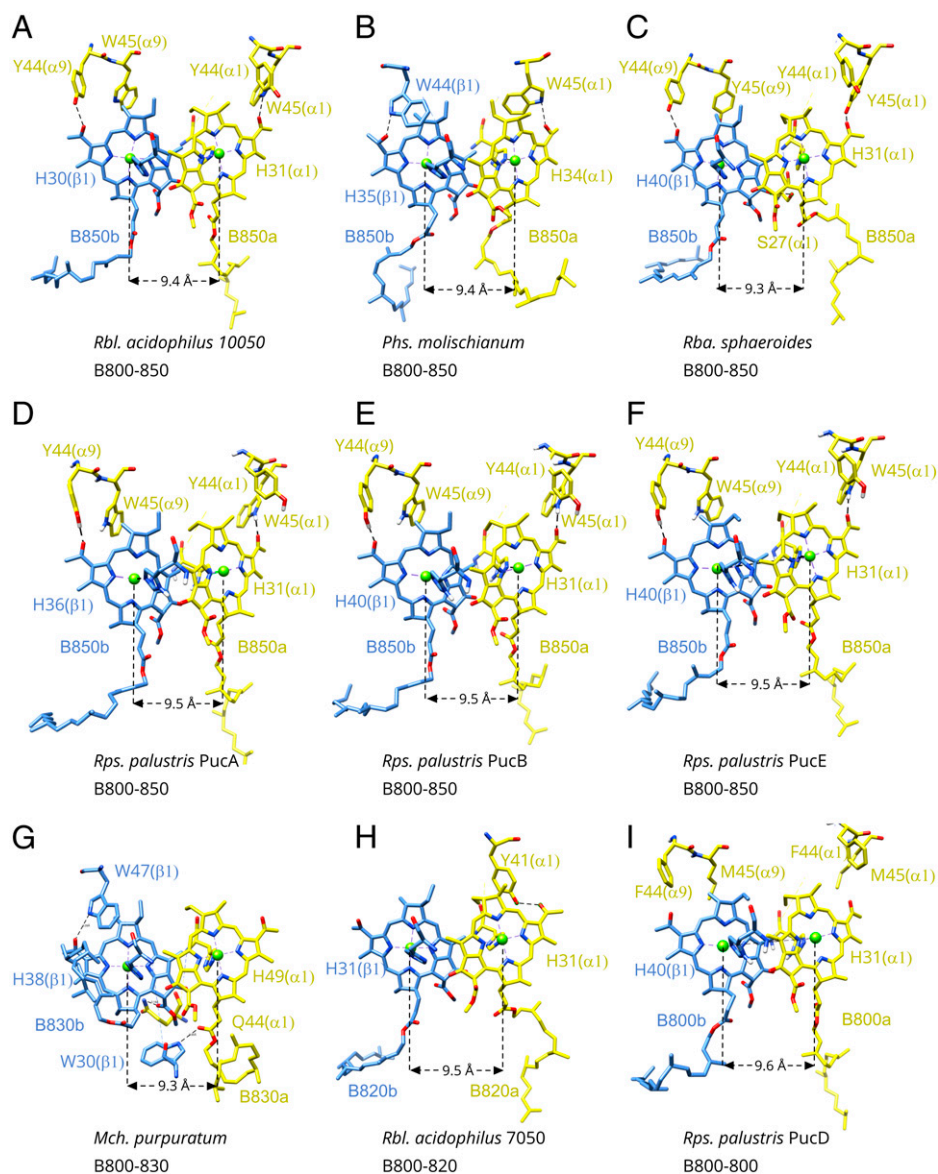 A
Y44(α9)
W45(α9)
Y44(α1)
W45(α1)
H30(β1)
H31(α1)
B850b
B850a
9.4 Å
Rbl. acidophilus 10050
B800-850
B
W44(β1)
W45(α1)
H35(β1)
H34(α1)
B850b
B850a
9.4 Å
Phs. molischianum
B800-850
C
Y44(α9)
Y45(α9)
Y44(α1)
Y45(α1)
H40(β1)
H31(α1)
B850b
S27(α1)
B850a
9.3 Å
Rba. sphaeroides
B800-850
D
Y44(α9)
W45(α9)
Y44(α1)
W45(α1)
H36(β1)
H31(α1)
B850b
B850a
9.5 Å
Rps. palustris PucA
B800-850
E
Y44(α9)
W45(α9)
Y44(α1)
W45(α1)
H40(β1)
H31(α1)
B850b
B850a
9.5 Å
Rps. palustris PucB
B800-850
F
Y44(α9)
W45(α9)
Y44(α1)
W45(α1)
H40(β1)
H31(α1)
B850b
B850a
9.5 Å
Rps. palustris PucE
B800-850
G
W47(β1)
H38(β1)
H49(α1)
B830b
Q44(α1)
W30(β1)
9.3 Å
B830a
Mch. purpuratum
B800-830
H
Y41(α1)
H31(β1)
H31(α1)
B820b
9.5 Å
B820a
Rbl. acidophilus 7050
B800-820
I
F44(α9)
M45(α9)
F44(α1)
M45(α1)
H40(β1)
H31(α1)
B800b
B800a
9.6 Å
Rps. palustris PucD
B800-800